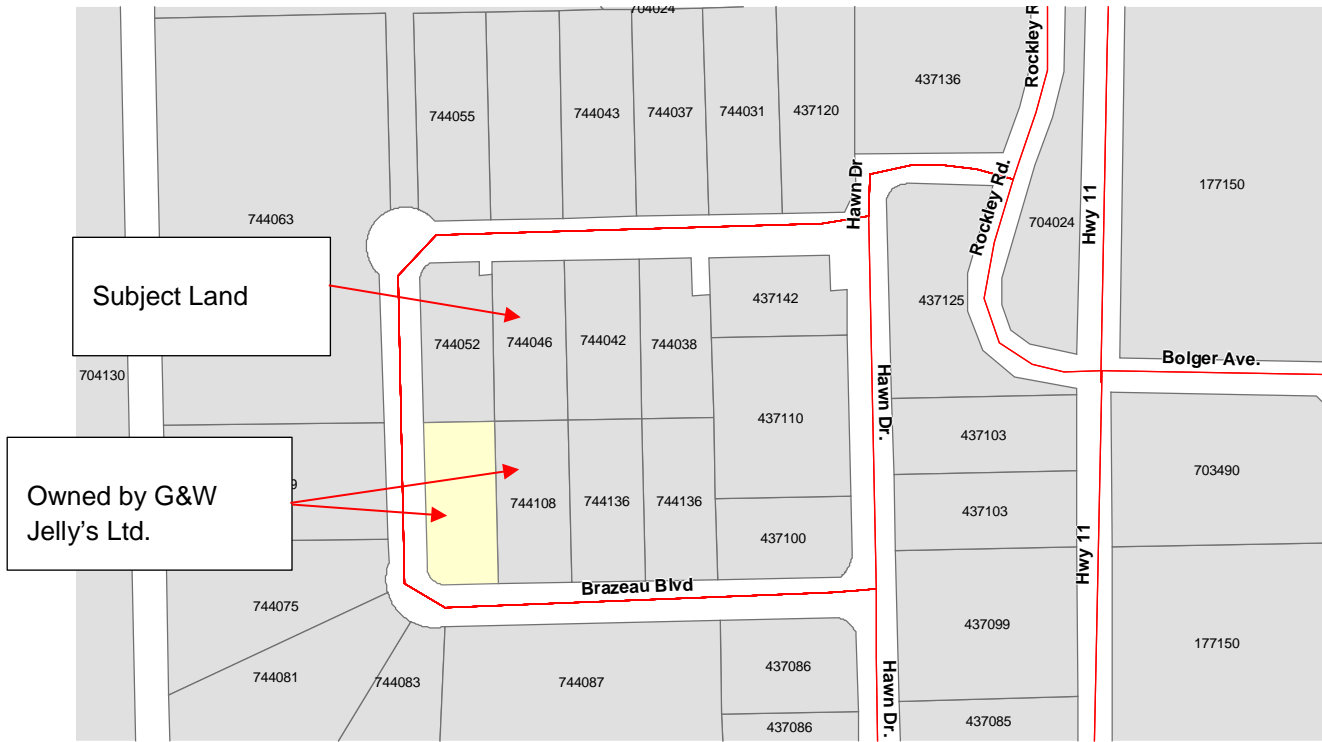 704024
Rockley R
437136
744055
744043
744037
744031
437120
177150
Hawn Dr
Rockley Rd.
704024
Hwy 11
744063
Subject Land
437142
437125
744052
744046
744042
744038
Bolger Ave.
704130
Hawn Dr.
437110
437103
703490
Owned by G&W
Jelly's Ltd.
9
744108
744136
744136
437103
437100
Hwy 11
Brazeau Blvd
744075
437099
177150
744081
744083
744087
437086
Hawn Dr.
437086
437085